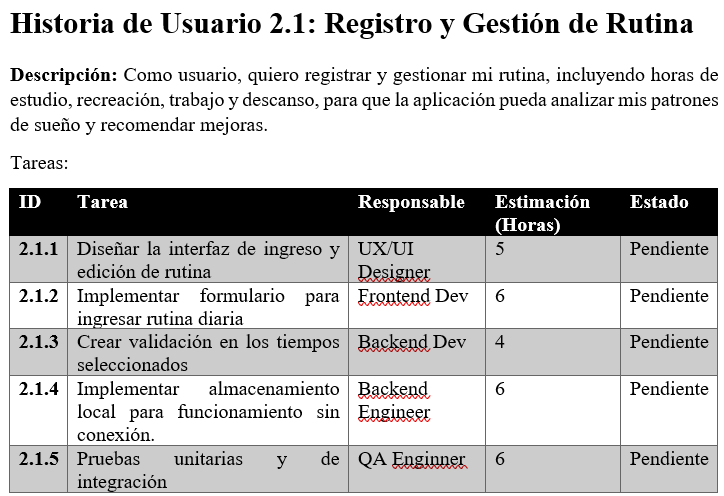 Historia de Usuario 2.1: Registro y Gestión de Rutina
Descripción: Como usuario, quiero registrar y gestionar mi rutina, incluyendo horas de
estudio, recreación, trabajo y descanso, para que la aplicación pueda analizar mis patrones
de sueño y recomendar mejoras.
Tareas:
ID Tarea Responsable Estimación (Horas) Estado
2.1.1 Diseñar la interfaz de ingreso y edición de rutina UX/UI Designer 5 Pendiente
2.1.2 Implementar formulario para ingresar rutina diaria Frontend Dev 6 Pendiente
2.1.3 Crear validación en los tiempos seleccionados Backend Dev 4 Pendiente
2.1.4 Implementar almacenamiento local para funcionamiento sin conexión. Backend Engineer 6 Pendiente
2.1.5 Pruebas unitarias y de integración QA Enginner 6 Pendiente